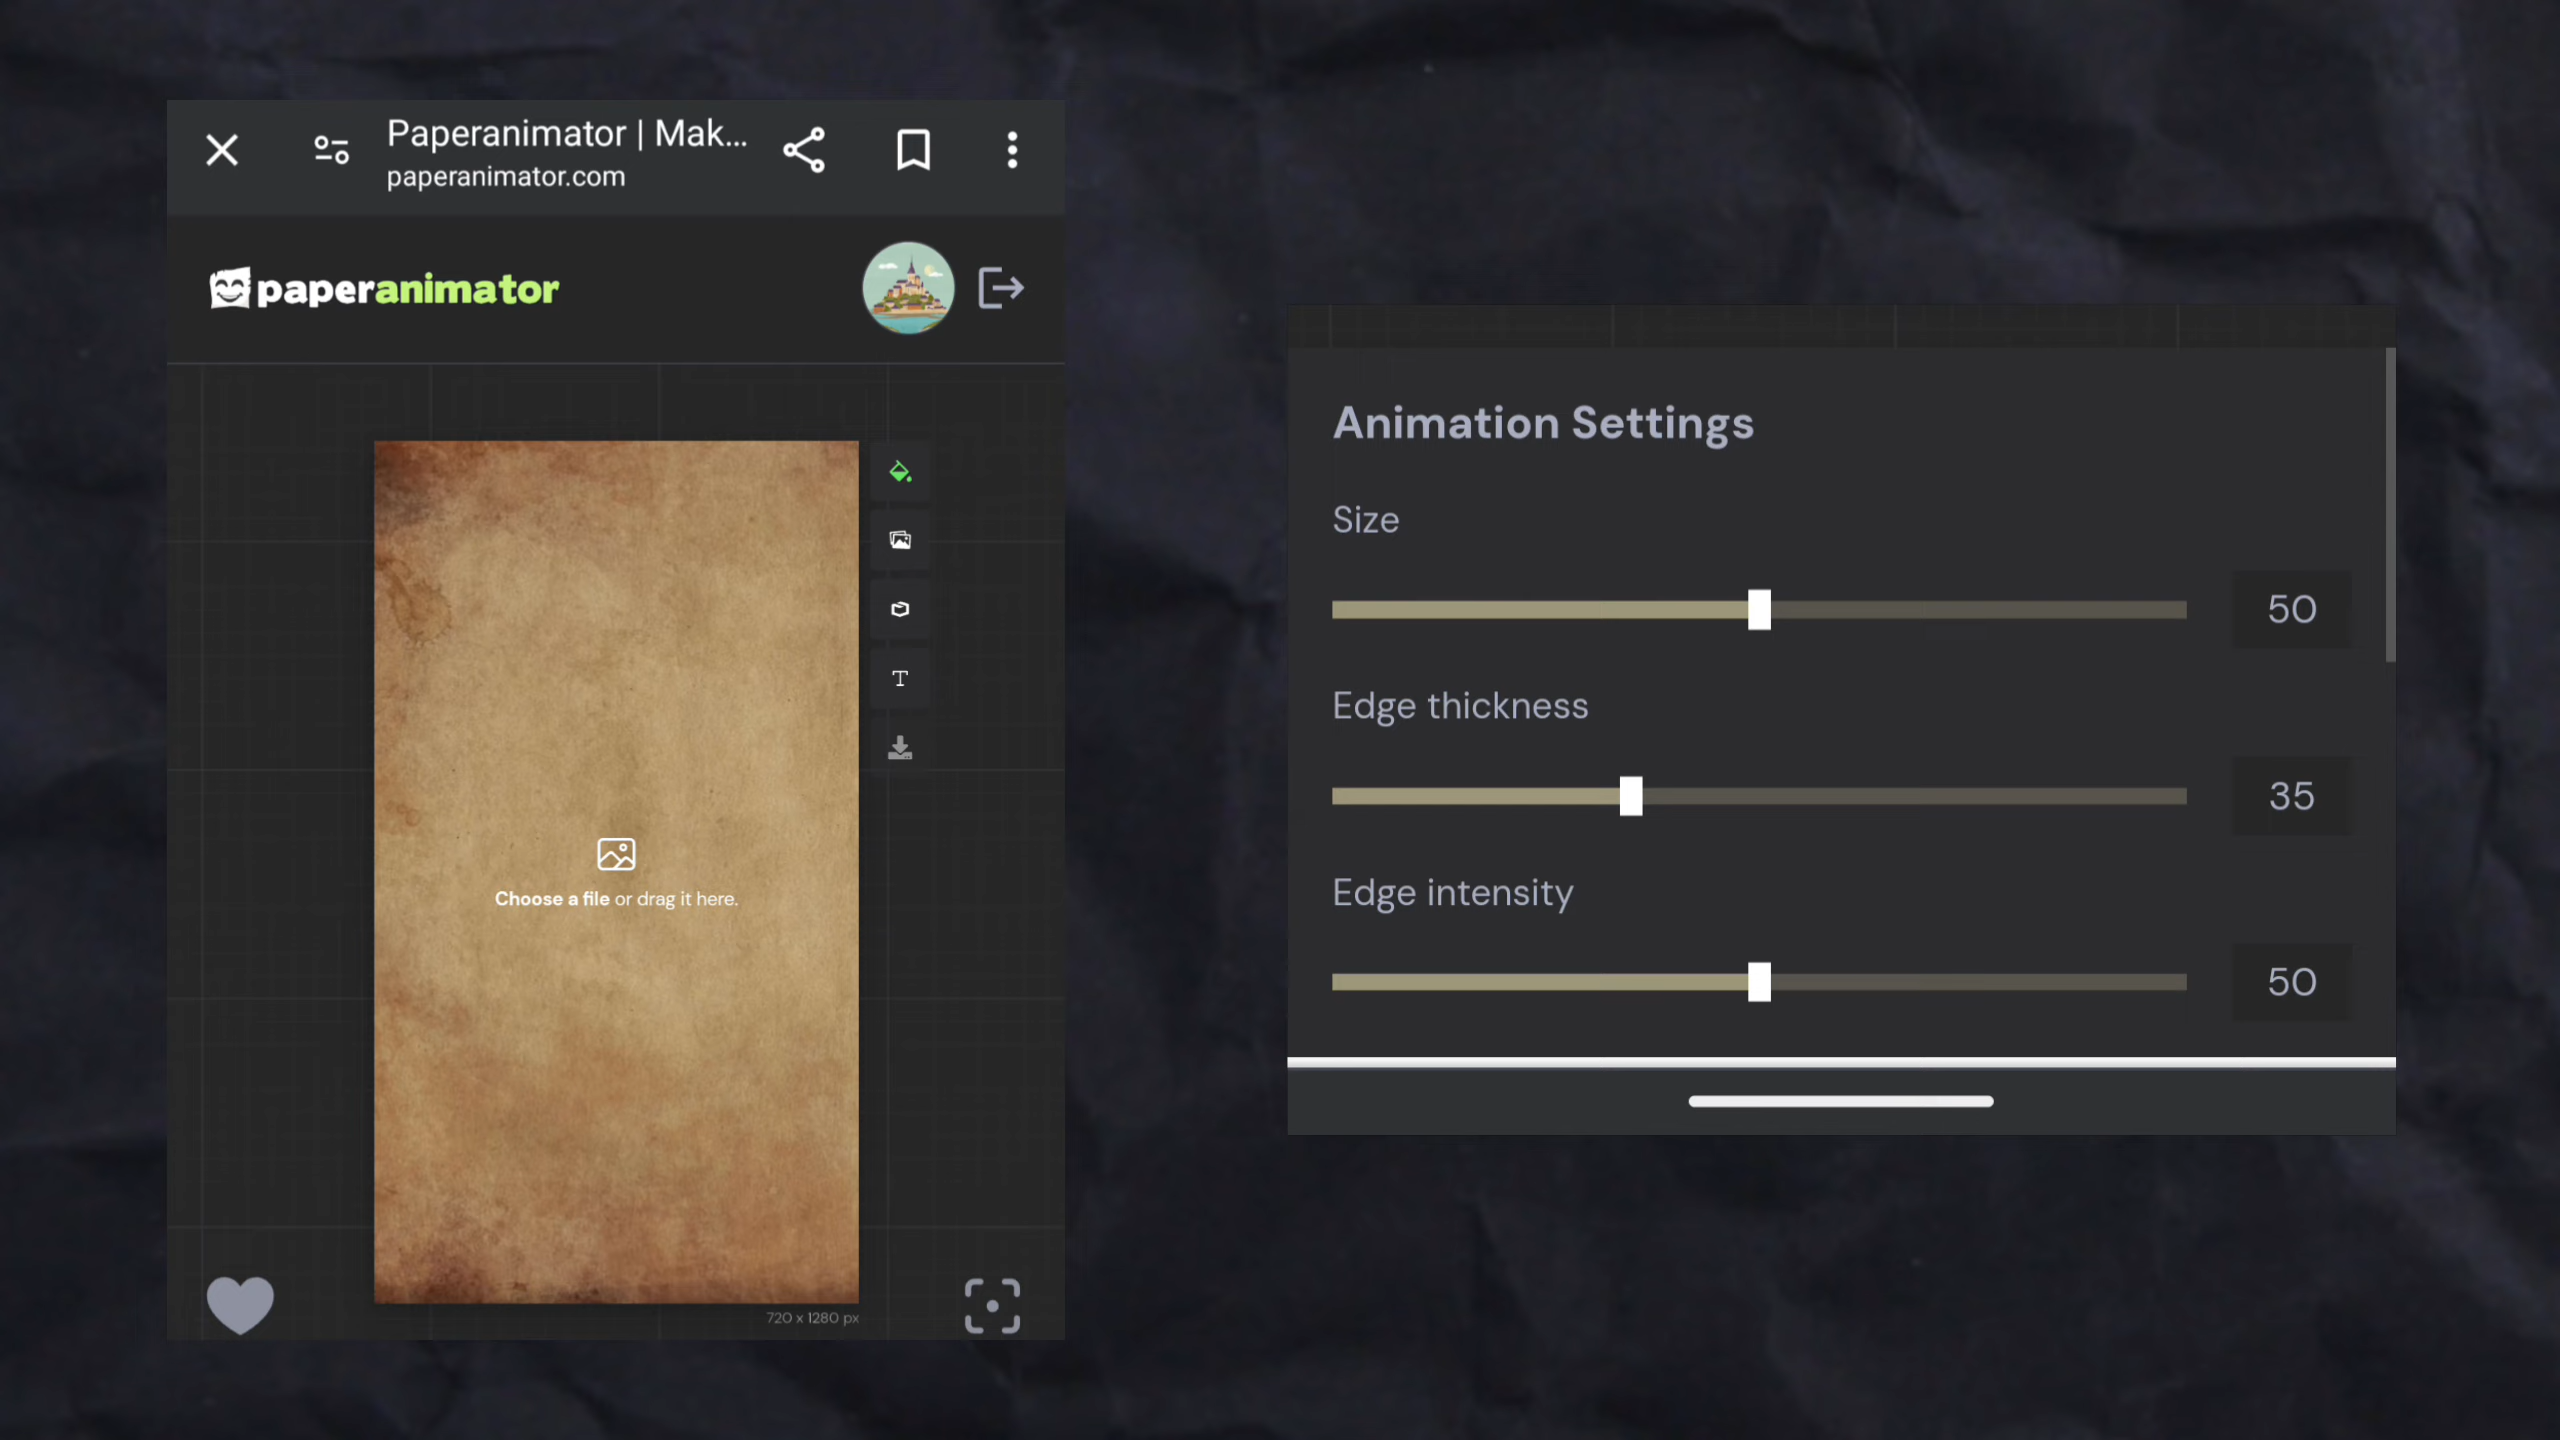 Paperanimator | Mak...
paperanimator.com
paperanimator
Choose a file or drag it here.
720 x 1280 px
Animation Settings
Size
50
Edge thickness
35
Edge intensity
50